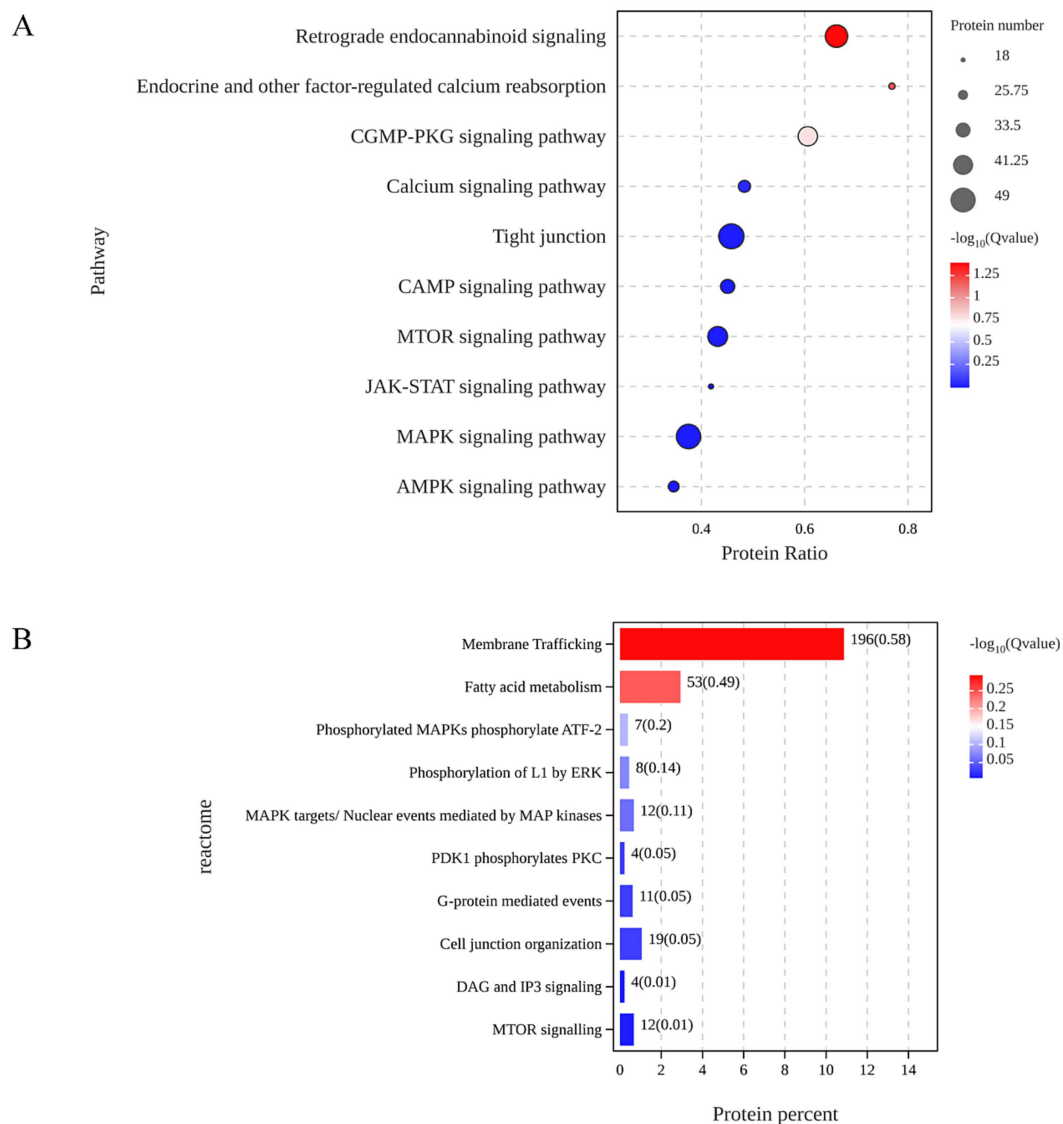 A
Retrograde endocannabinoid signaling
Endocrine and other factor-regulated calcium reabsorption
CGMP-PKG signaling pathway
Calcium signaling pathway
Tight junction
CAMP signaling pathway
MTOR signaling pathway
JAK-STAT signaling pathway
MAPK signaling pathway
AMPK signaling pathway
Pathway
0.4 0.6 0.8
Protein Ratio
Protein number
18
25.75
33.5
41.25
49
-log10(Qvalue)
1.25
1
0.75
0.5
0.25
B
Membrane Trafficking 196(0.58)
Fatty acid metabolism 53(0.49)
Phosphorylated MAPKs phosphorylate ATF-2 7(0.2)
Phosphorylation of L1 by ERK 8(0.14)
MAPK targets/ Nuclear events mediated by MAP kinases 12(0.11)
PDK1 phosphorylates PKC 4(0.05)
G-protein mediated events 11(0.05)
Cell junction organization 19(0.05)
DAG and IP3 signaling 4(0.01)
MTOR signalling 12(0.01)
reactome
0 2 4 6 8 10 12 14
Protein percent
-log10(Qvalue)
0.25
0.2
0.15
0.1
0.05